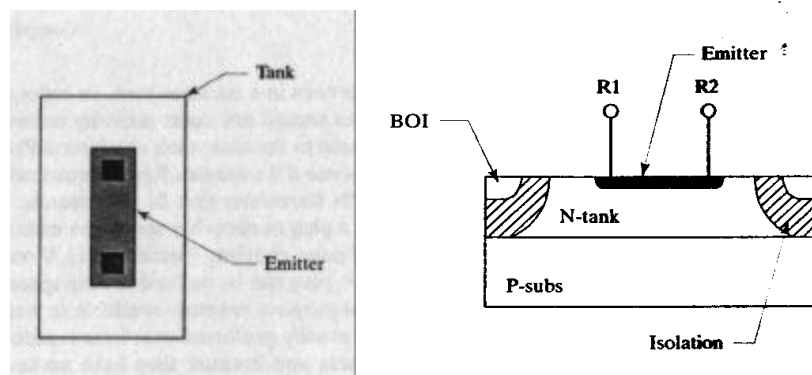 Tank
Emitter
Emitter
R1
R2
BOI
N-tank
P-subs
Isolation